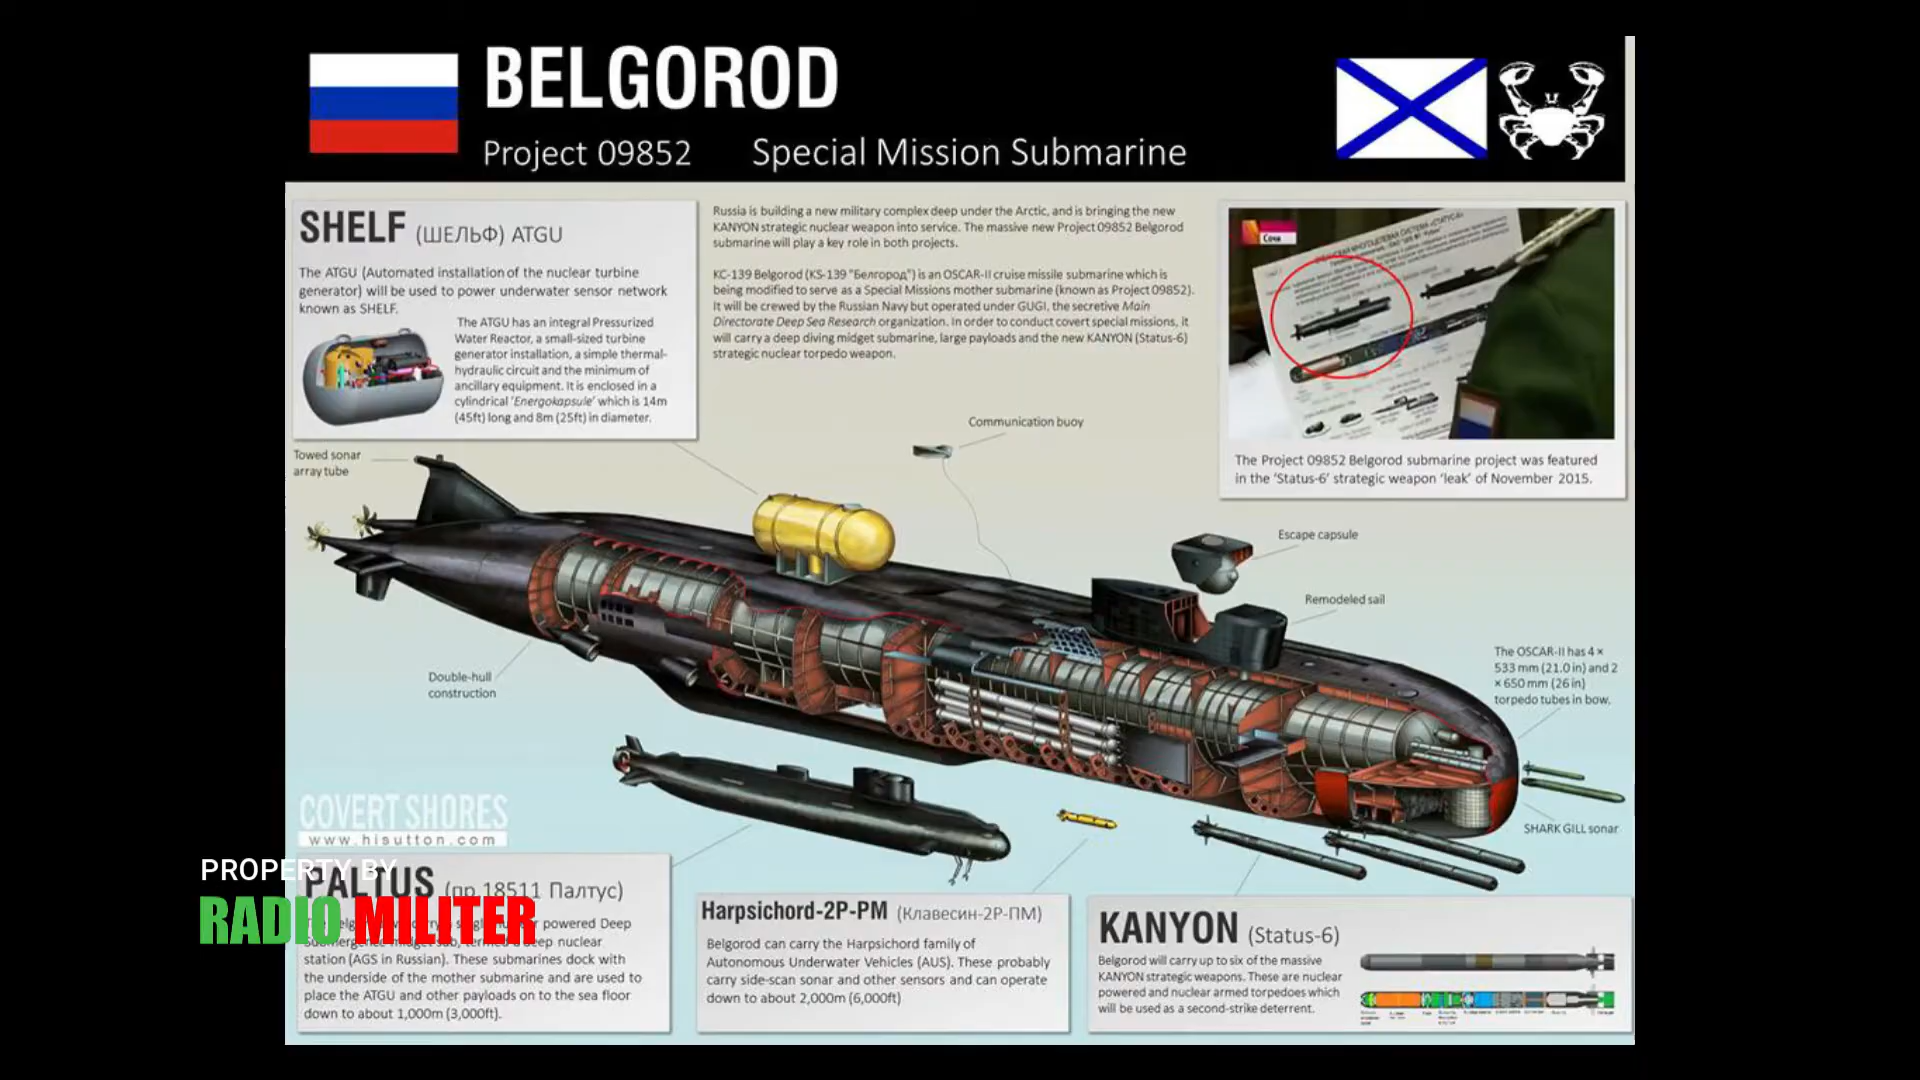 BELGOROD
Project 09852 Special Mission Submarine
SHELF (ШЕЛЬФ) ATGU
The ATGU (Automated installation of the nuclear turbine
generator) will be used to power underwater sensor network
known as SHELF.
The ATGU has an integral Pressurized
Water Reactor, a small-sized turbine
generator installation, a simple thermal-
hydraulic circuit and the minimum of
ancillary equipment. It is enclosed in a
cylindrical 'Energokapsule' which is 14m
(45ft) long and 8m (25ft) in diameter.
Russia is building a new military complex deep under the Arctic, and is bringing the new
KANYON strategic nuclear weapon into service. The massive new Project 09852 Belgorod
submarine will play a key role in both projects.
KC-139 Belgorod (KS-139 "Белгород") is an OSCAR-II cruise missile submarine which is
being modified to serve as a Special Missions mother submarine (known as Project 09852).
It will be crewed by the Russian Navy but operated under GUGI, the secretive Main
Directorate Deep Sea Research organization. In order to conduct covert special missions, it
will carry a deep diving midget submarine, large payloads and the new KANYON (Status-6)
strategic nuclear torpedo weapon.
Сочи
The Project 09852 Belgorod submarine project was featured
in the 'Status-6' strategic weapon 'leak' of November 2015.
Communication buoy
Towed sonar
array tube
Escape capsule
Remodeled sail
The OSCAR-II has 4 ×
533 mm (21.0 in) and 2
× 650 mm (26 in)
torpedo tubes in bow.
Double-hull
construction
SHARK GILL sonar
COVERT SHORES
www.hisutton.com
PROPERTY BY
RADIO MILITER
PALTUS (пр.18511 Палтус)
powered Deep
station (AGS in Russian). These submarines dock with
the underside of the mother submarine and are used to
place the ATGU and other payloads on to the sea floor
down to about 1,000m (3,000ft).
Harpsichord-2P-PM (Клавесин-2Р-ПМ)
Belgorod can carry the Harpsichord family of
Autonomous Underwater Vehicles (AUS). These probably
carry side-scan sonar and other sensors and can operate
down to about 2,000m (6,000ft)
KANYON (Status-6)
Belgorod will carry up to six of the massive
KANYON strategic weapons. These are nuclear
powered and nuclear armed torpedoes which
will be used as a second-strike deterrent.